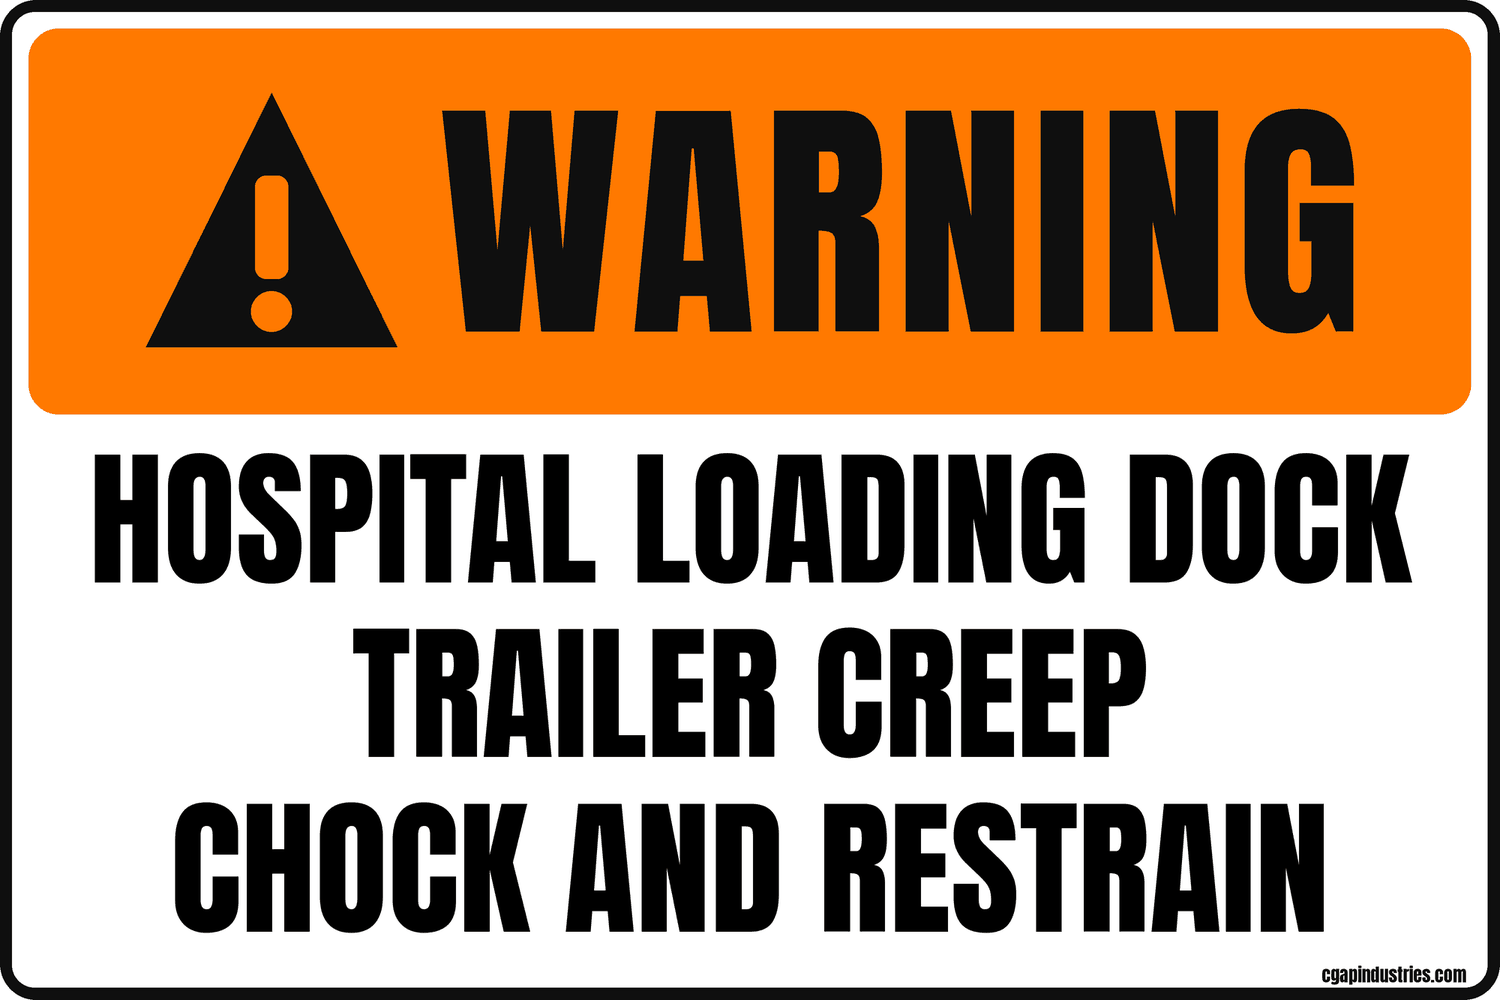 WARNING
HOSPITAL LOADING DOCK
TRAILER CREEP
CHOCK AND RESTRAIN
cgapindustries.com